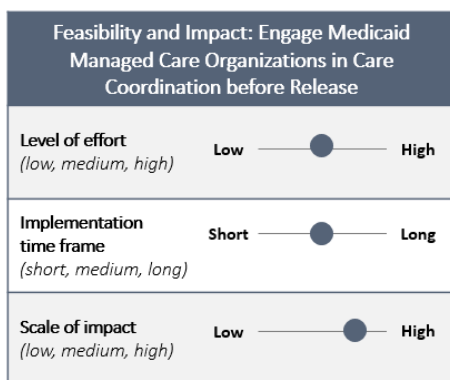 Feasibility and Impact: Engage Medicaid
Managed Care Organizations in Care
Coordination before Release
Level of effort
(low, medium, high)
Low
High
Implementation
time frame
(short, medium, long)
Short
Long
Scale of impact
(low, medium, high)
Low
High